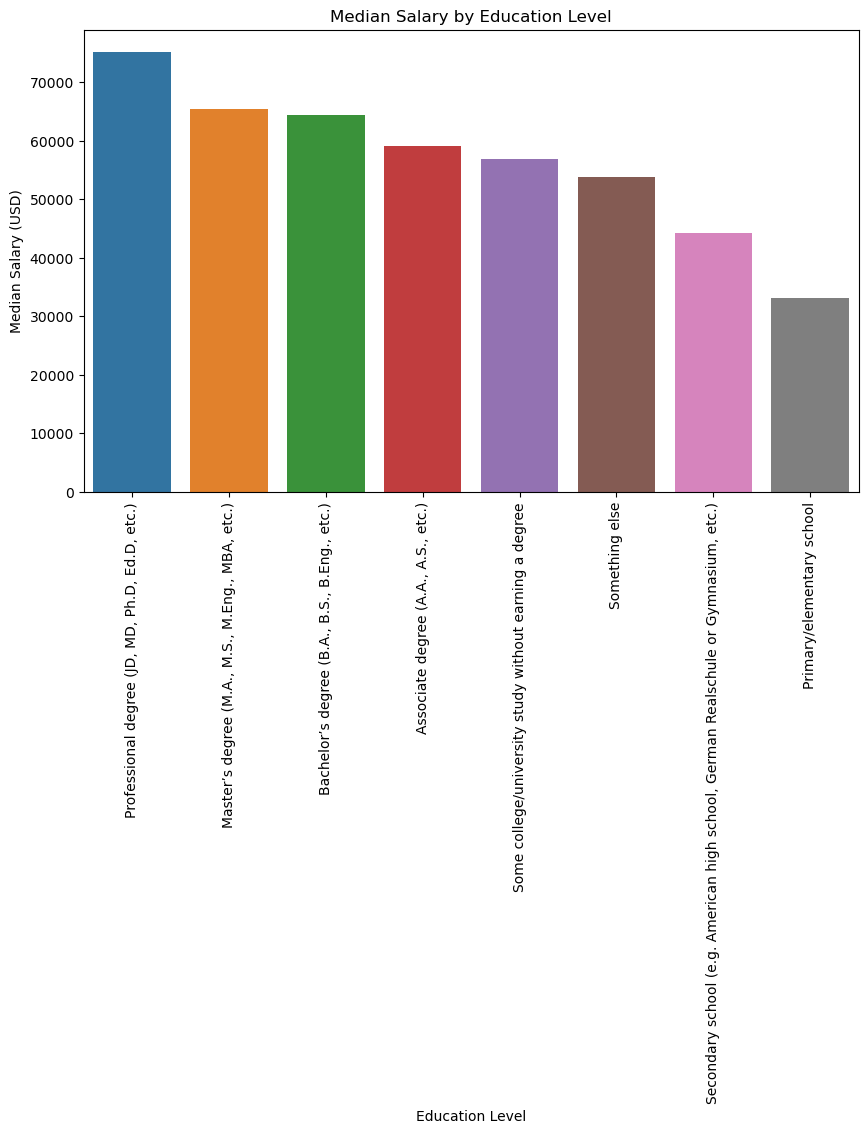 Median Salary by Education Level
Median Salary (USD)
70000
60000
50000
40000
30000
20000
10000
0
Professional degree (JD, MD, Ph.D, Ed.D, etc.)
Master’s degree (M.A., M.S., M.Eng., MBA, etc.)
Bachelor’s degree (B.A., B.S., B.Eng., etc.)
Associate degree (A.A., A.S., etc.)
Some college/university study without earning a degree
Something else
Secondary school (e.g. American high school, German Realschule or Gymnasium, etc.)
Primary/elementary school
Education Level